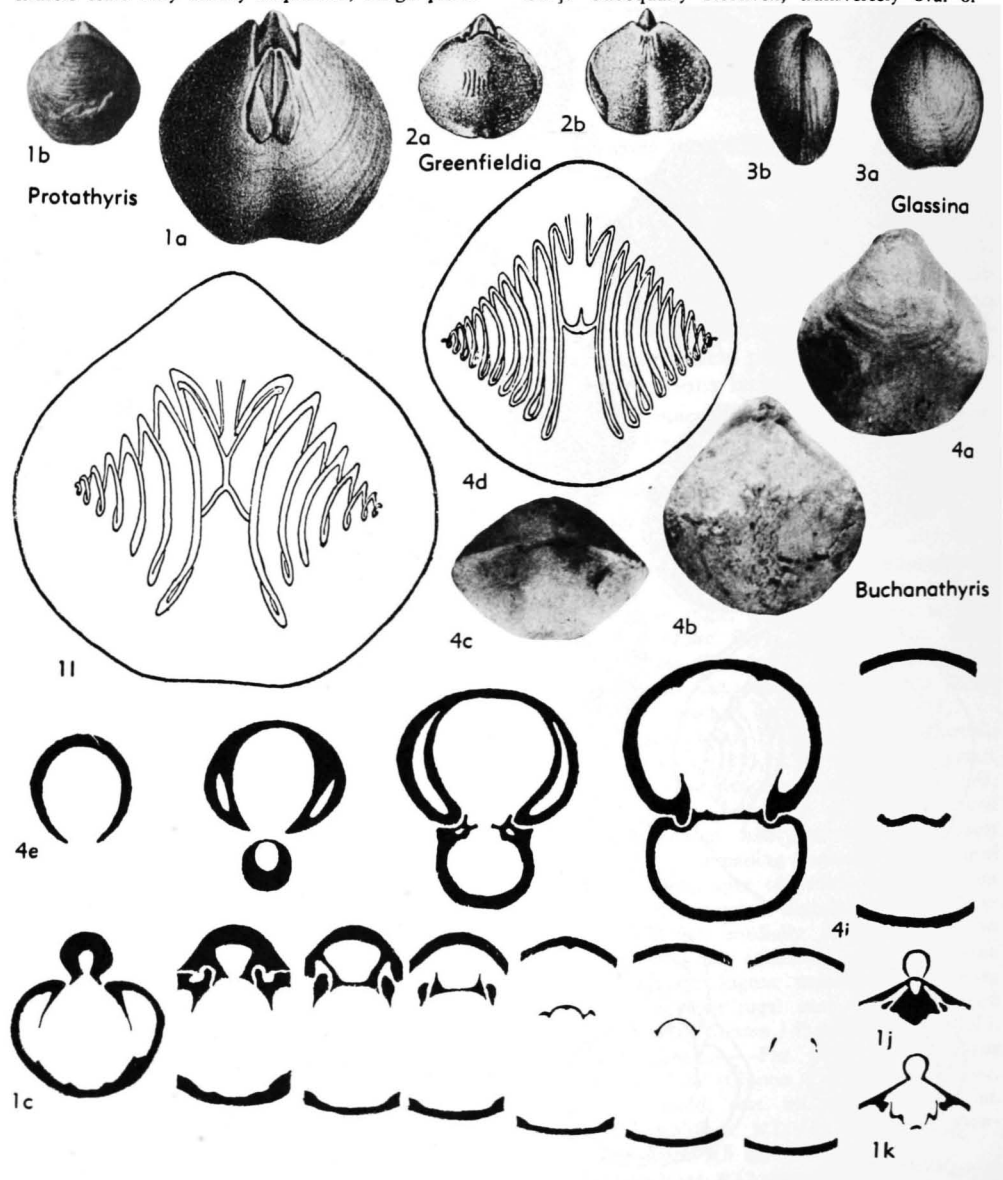 1b
Protathyris
1a
2a
2b
Greenfieldia
3b
3a
Glassina
4a
4d
4b
4c
Buchanathyris
1l
4e
4i
1c
1j
1k